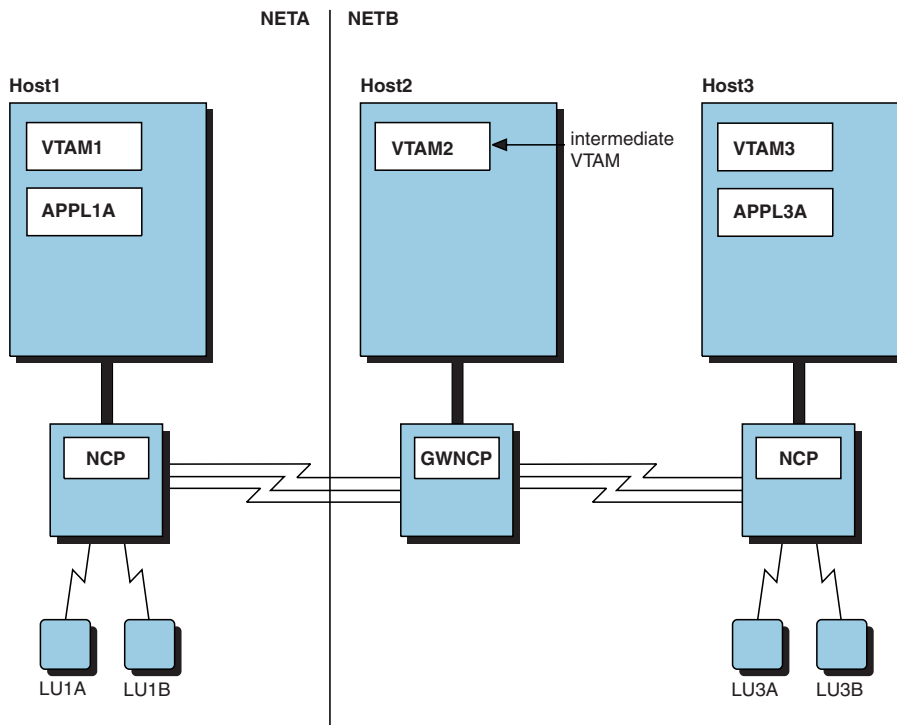 NETA NETB
Host1 Host2 Host3
VTAM1 VTAM2 intermediate VTAM3
VTAM
APPL1A APPL3A
NCP GWNCP NCP
LU1A LU1B LU3A LU3B